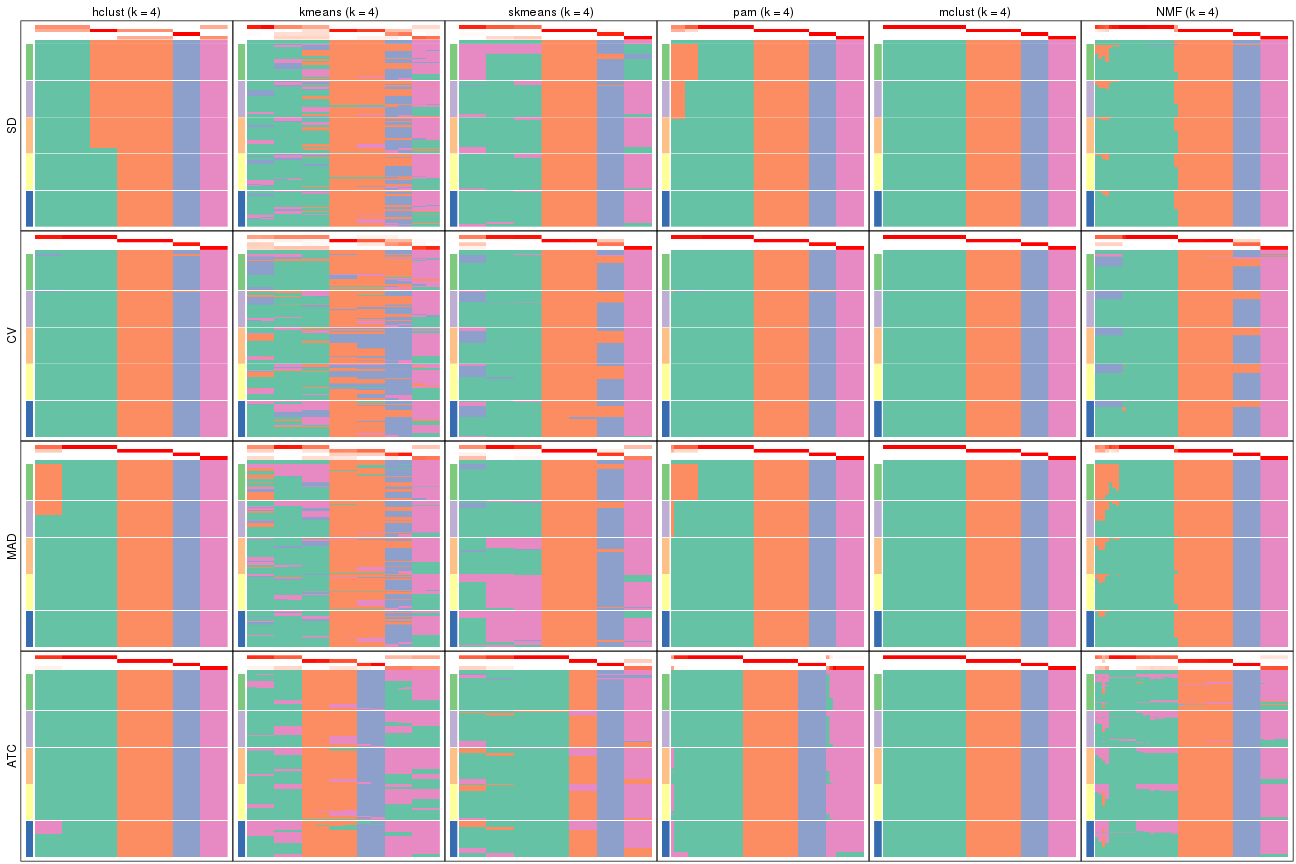 hclust (k = 4) kmeans (k = 4) skmeans (k = 4) pam (k = 4) mclust (k = 4) NMF (k = 4)
SD
CV
MAD
ATC